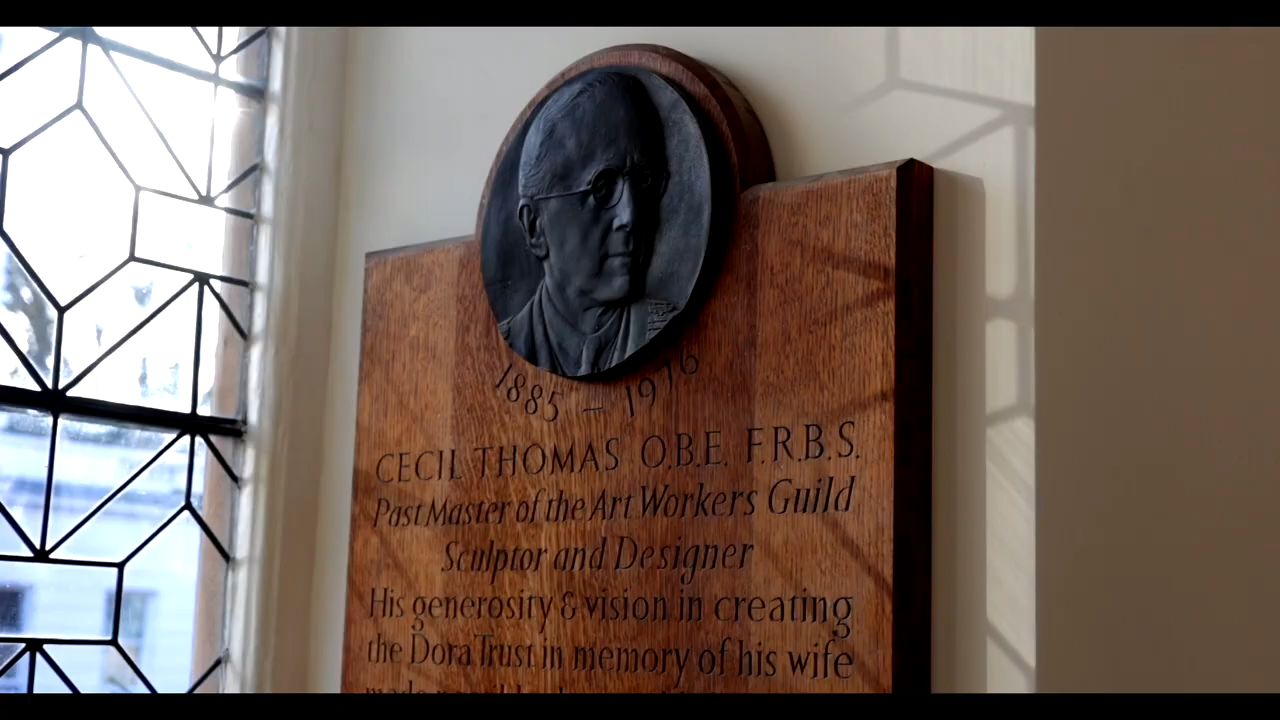 1885 – 1976
CECIL THOMAS O.B.E. F.R.B.S.
Past Master of the Art Workers Guild
Sculptor and Designer
His generosity & vision in creating
the Dora Trust in memory of his wife